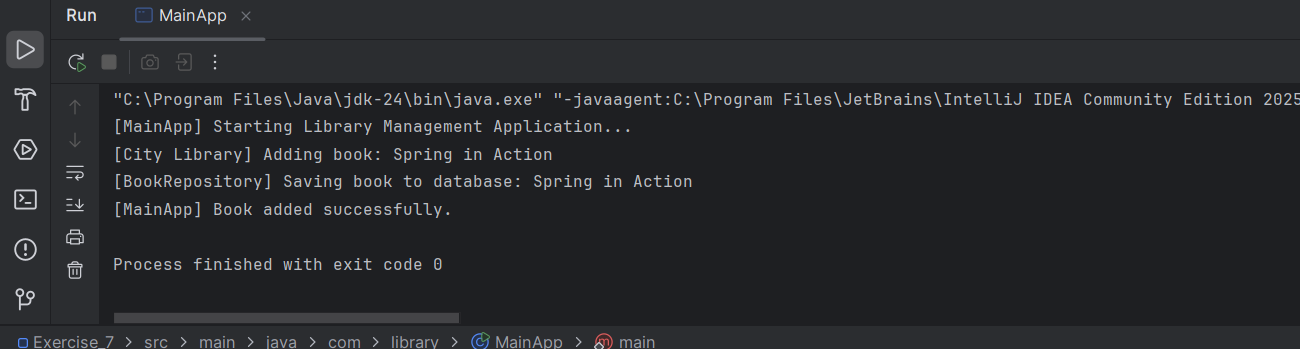 Run MainApp
"C:\Program Files\Java\jdk-24\bin\java.exe" "-javaagent:C:\Program Files\JetBrains\IntelliJ IDEA Community Edition 2025
[MainApp] Starting Library Management Application...
[City Library] Adding book: Spring in Action
[BookRepository] Saving book to database: Spring in Action
[MainApp] Book added successfully.
Process finished with exit code 0
Exercise_7 > src > main > java > com > library > MainApp > main